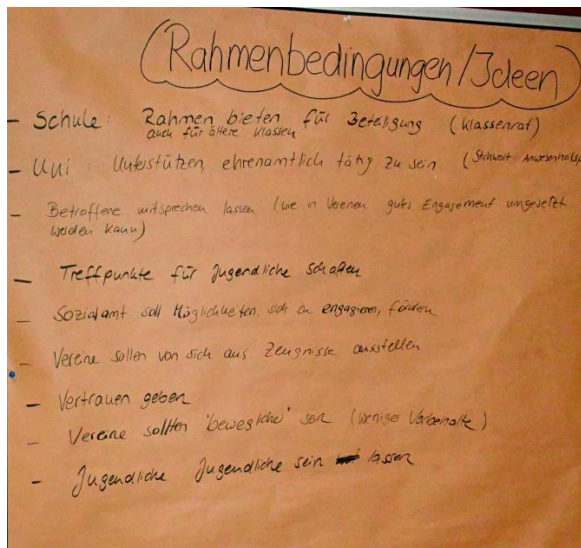 (Rahmenbedingungen/Ideen)
- Schule: Rahmen bieten für Beteiligung (Klassenrat)
auch für ältere Klassen
- Uni: Unterstützen, ehrenamtlich tätig zu sein (Stichwort
- Betroffene mitsprechen lassen (wie in Vereinen gutes Engagement umgesetzt
werden kann)
- Treffpunkte für Jugendliche schaffen
- Sozialamt soll Möglichkeiten, sich zu engagieren, fördern
- Vereine sollen von sich aus Zeugnisse ausstellen
- Vertrauen geben
- Vereine sollten "beweglicher" sein (weniger Vorbehalte)
- Jugendliche Jugendliche sein lassen